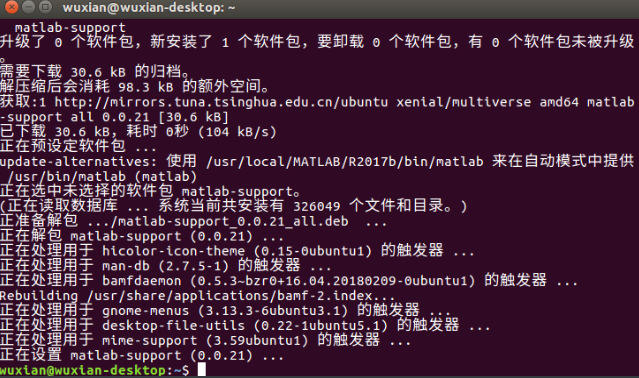 wuxian@wuxian-desktop: ~
matlab-support
升级了 0 个软件包，新安装了 1 个软件包，要卸载 0 个软件包，有 0 个软件包未被升级
。
需要下载 30.6 kB 的归档。
解压缩后会消耗 98.3 kB 的额外空间。
获取:1 http://mirrors.tuna.tsinghua.edu.cn/ubuntu xenial/multiverse amd64 matlab
-support all 0.0.21 [30.6 kB]
已下载 30.6 kB，耗时 0秒 (104 kB/s)
正在预设定软件包 ...
update-alternatives: 使用 /usr/local/MATLAB/R2017b/bin/matlab 来在自动模式中提供
/usr/bin/matlab (matlab)
正在选中未选择的软件包 matlab-support。
(正在读取数据库 ... 系统当前共安装有 326049 个文件和目录。)
正准备解包 .../matlab-support_0.0.21_all.deb ...
正在解包 matlab-support (0.0.21) ...
正在处理用于 hicolor-icon-theme (0.15-0ubuntu1) 的触发器 ...
正在处理用于 man-db (2.7.5-1) 的触发器 ...
正在处理用于 bamfdaemon (0.5.3~bzr0+16.04.20180209-0ubuntu1) 的触发器 ...
Rebuilding /usr/share/applications/bamf-2.index...
正在处理用于 gnome-menus (3.13.3-6ubuntu3.1) 的触发器 ...
正在处理用于 desktop-file-utils (0.22-1ubuntu5.1) 的触发器 ...
正在处理用于 mime-support (3.59ubuntu1) 的触发器 ...
正在设置 matlab-support (0.0.21) ...
wuxian@wuxian-desktop:~$